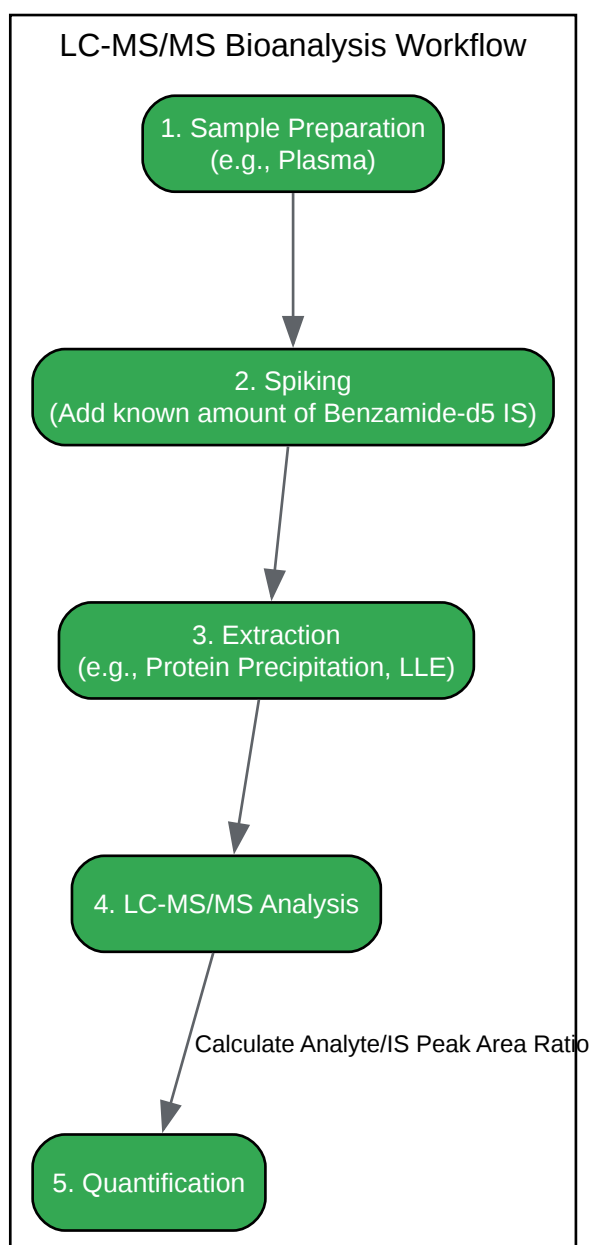 LC-MS/MS Bioanalysis Workflow
1. Sample Preparation
(e.g., Plasma)
2. Spiking
(Add known amount of Benzamide-d5 IS)
3. Extraction
(e.g., Protein Precipitation, LLE)
4. LC-MS/MS Analysis
Calculate Analyte/IS Peak Area Ratio
5. Quantification